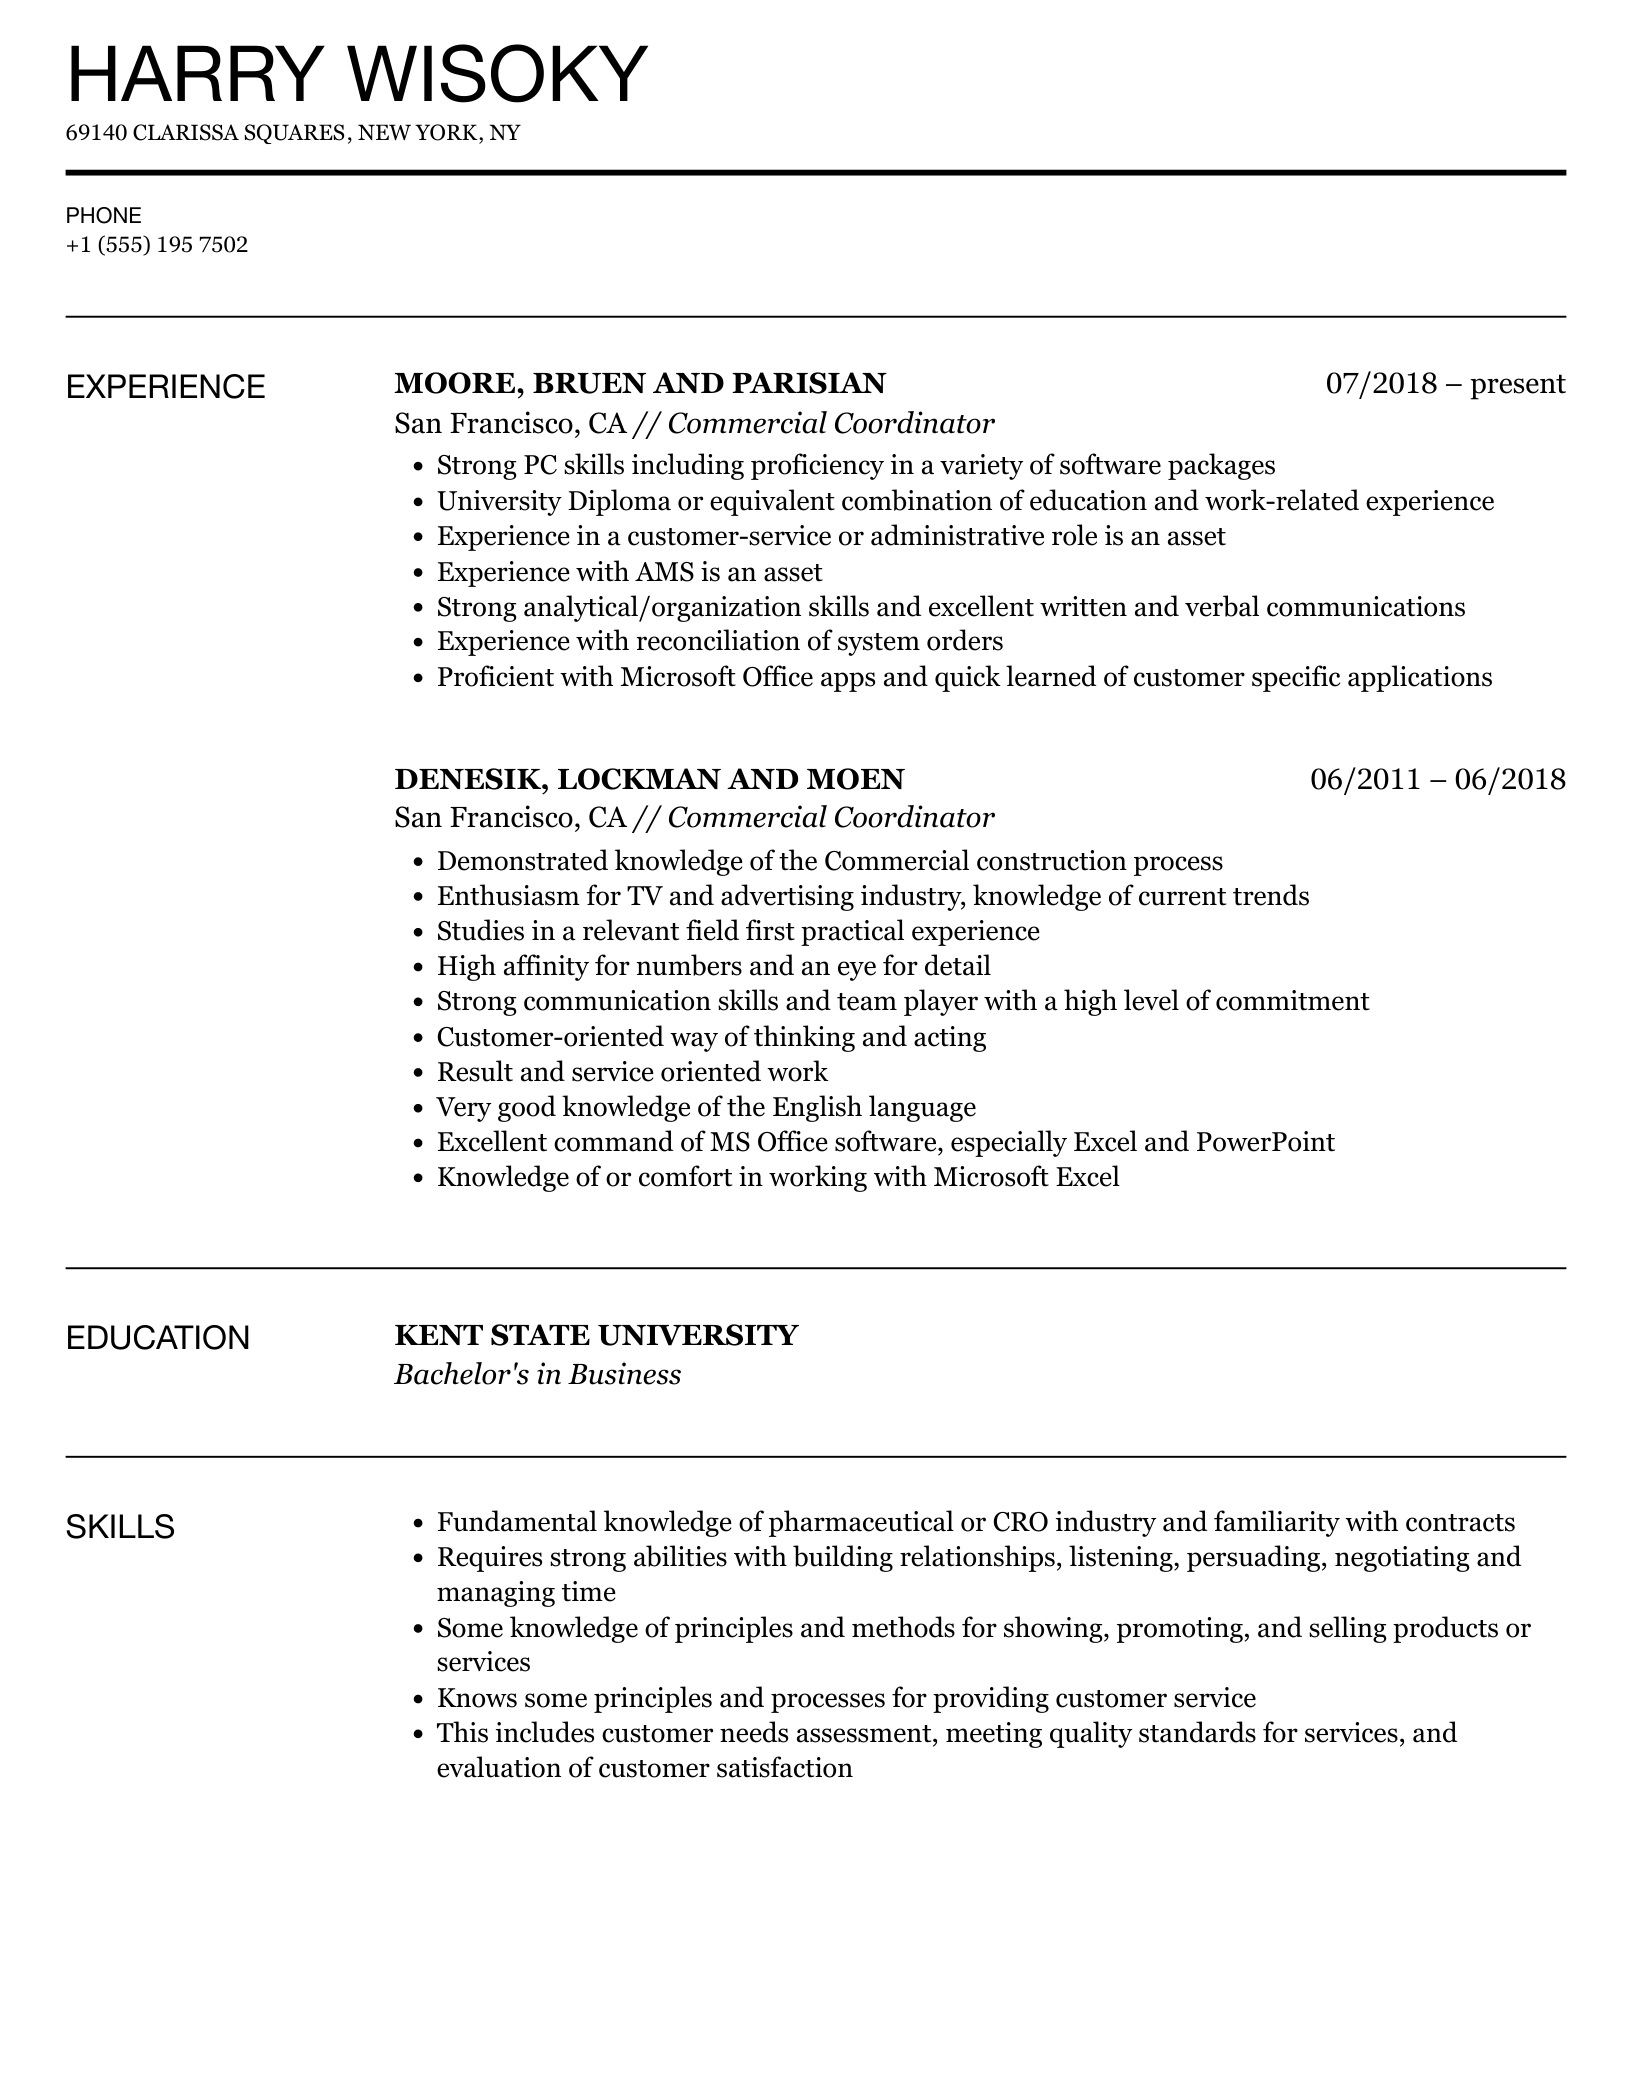 HARRY WISOKY
69140 CLARISSA SQUARES, NEW YORK, NY
PHONE
+1 (555) 195 7502
EXPERIENCE
MOORE, BRUEN AND PARISIAN 07/2018 – present
San Francisco, CA // Commercial Coordinator
• Strong PC skills including proficiency in a variety of software packages
• University Diploma or equivalent combination of education and work-related experience
• Experience in a customer-service or administrative role is an asset
• Experience with AMS is an asset
• Strong analytical/organization skills and excellent written and verbal communications
• Experience with reconciliation of system orders
• Proficient with Microsoft Office apps and quick learned of customer specific applications
DENESIK, LOCKMAN AND MOEN 06/2011 – 06/2018
San Francisco, CA // Commercial Coordinator
• Demonstrated knowledge of the Commercial construction process
• Enthusiasm for TV and advertising industry, knowledge of current trends
• Studies in a relevant field first practical experience
• High affinity for numbers and an eye for detail
• Strong communication skills and team player with a high level of commitment
• Customer-oriented way of thinking and acting
• Result and service oriented work
• Very good knowledge of the English language
• Excellent command of MS Office software, especially Excel and PowerPoint
• Knowledge of or comfort in working with Microsoft Excel
EDUCATION
KENT STATE UNIVERSITY
Bachelor's in Business
SKILLS
• Fundamental knowledge of pharmaceutical or CRO industry and familiarity with contracts
• Requires strong abilities with building relationships, listening, persuading, negotiating and
managing time
• Some knowledge of principles and methods for showing, promoting, and selling products or
services
• Knows some principles and processes for providing customer service
• This includes customer needs assessment, meeting quality standards for services, and
evaluation of customer satisfaction